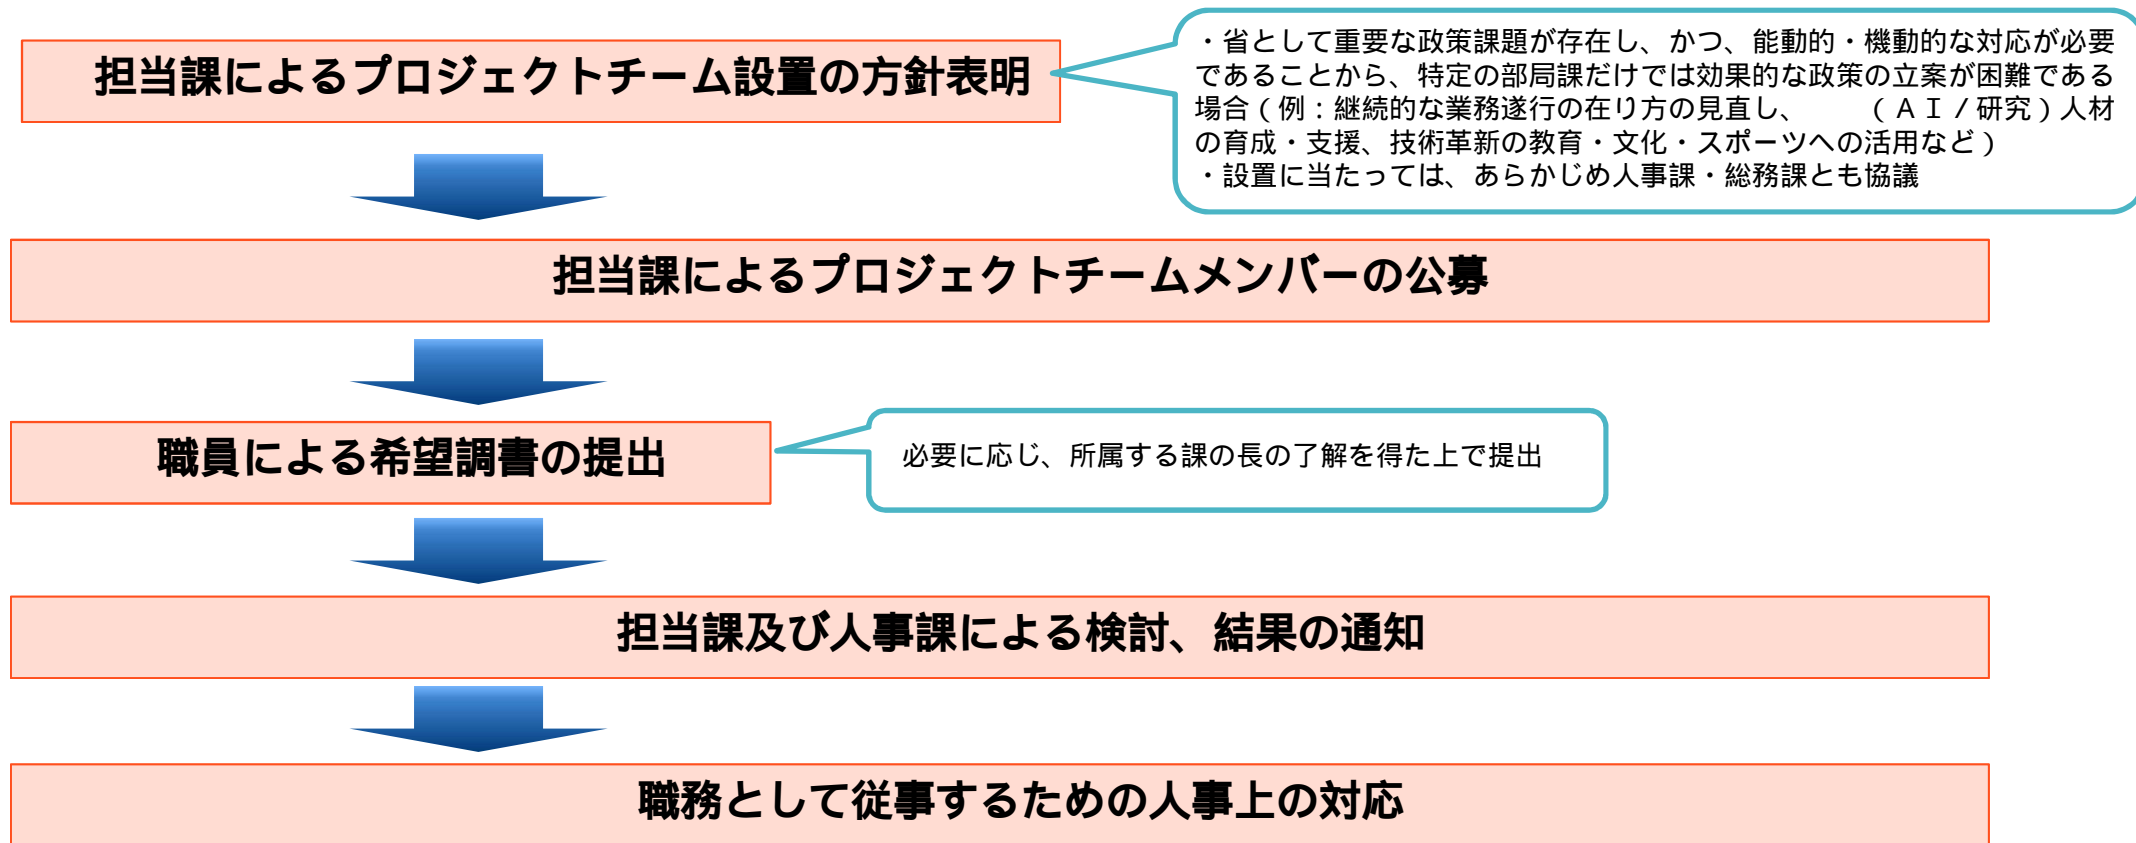 担当課によるプロジェクトチーム設置の方針表明
・省として重要な政策課題が存在し、かつ、能動的・機動的な対応が必要
であることから、特定の部局課だけでは効果的な政策の立案が困難である
場合（例：継続的な業務遂行の在り方の見直し、　　（ＡＩ／研究）人材
の育成・支援、技術革新の教育・文化・スポーツへの活用など）
・設置に当たっては、あらかじめ人事課・総務課とも協議
担当課によるプロジェクトチームメンバーの公募
職員による希望調書の提出
必要に応じ、所属する課の長の了解を得た上で提出
担当課及び人事課による検討、結果の通知
職務として従事するための人事上の対応